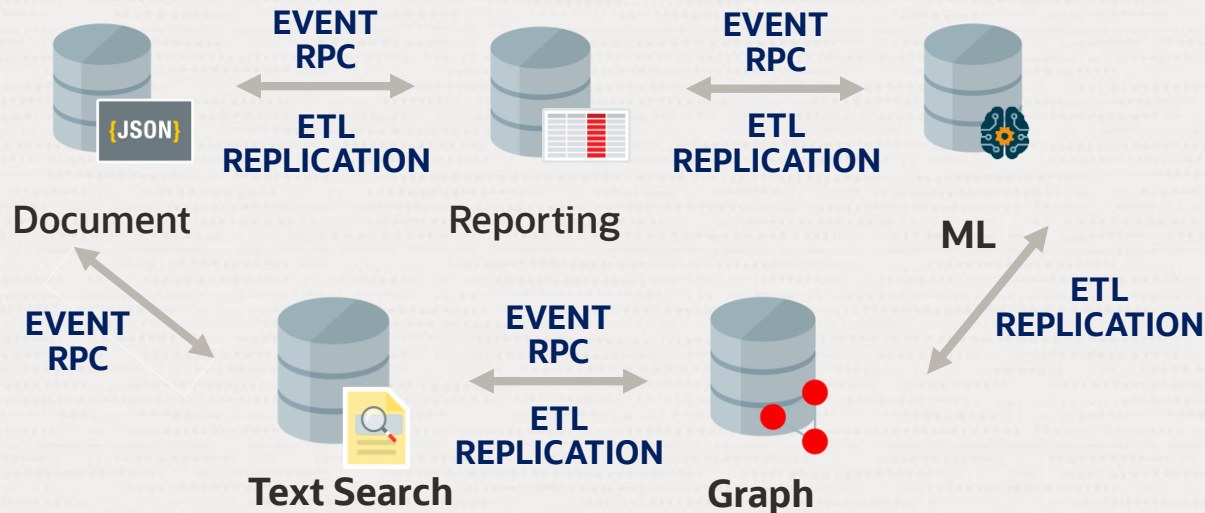 EVENT
RPC
ETL
REPLICATION
EVENT
RPC
ETL
REPLICATION
{JSON}
Document
Reporting
ML
EVENT
RPC
EVENT
RPC
ETL
REPLICATION
ETL
REPLICATION
Text Search
Graph